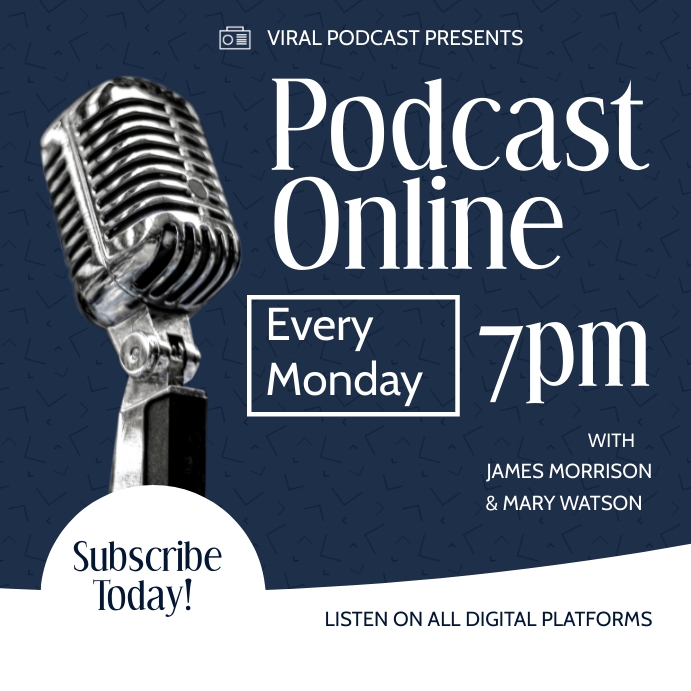 VIRAL PODCAST PRESENTS
Podcast
Online
Every
Monday
7pm
WITH
JAMES MORRISON
& MARY WATSON
Subscribe
Today!
LISTEN ON ALL DIGITAL PLATFORMS